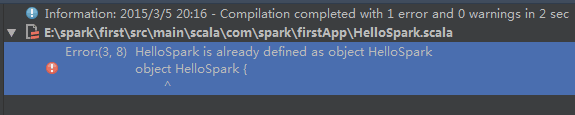 Information: 2015/3/5 20:16 - Compilation completed with 1 error and 0 warnings in 2 sec
E:\spark\first\src\main\scala\com\spark\firstApp\HelloSpark.scala
Error:(3, 8) HelloSpark is already defined as object HelloSpark
object HelloSpark {
^